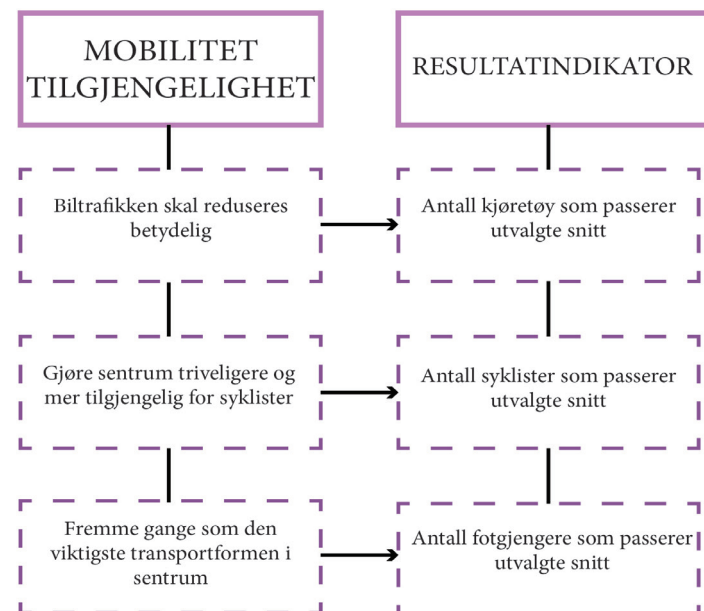 MOBILITET
TILGJENGELIGHET
RESULTATINDIKATOR
Biltrafikken skal reduseres
betydelig
Antall kjøretøy som passerer
utvalgte snitt
Gjøre sentrum triveligere og
mer tilgjengelig for syklister
Antall syklister som passerer
utvalgte snitt
Fremme gange som den
viktigste transportformen i
sentrum
Antall fotgjengere som passerer
utvalgte snitt